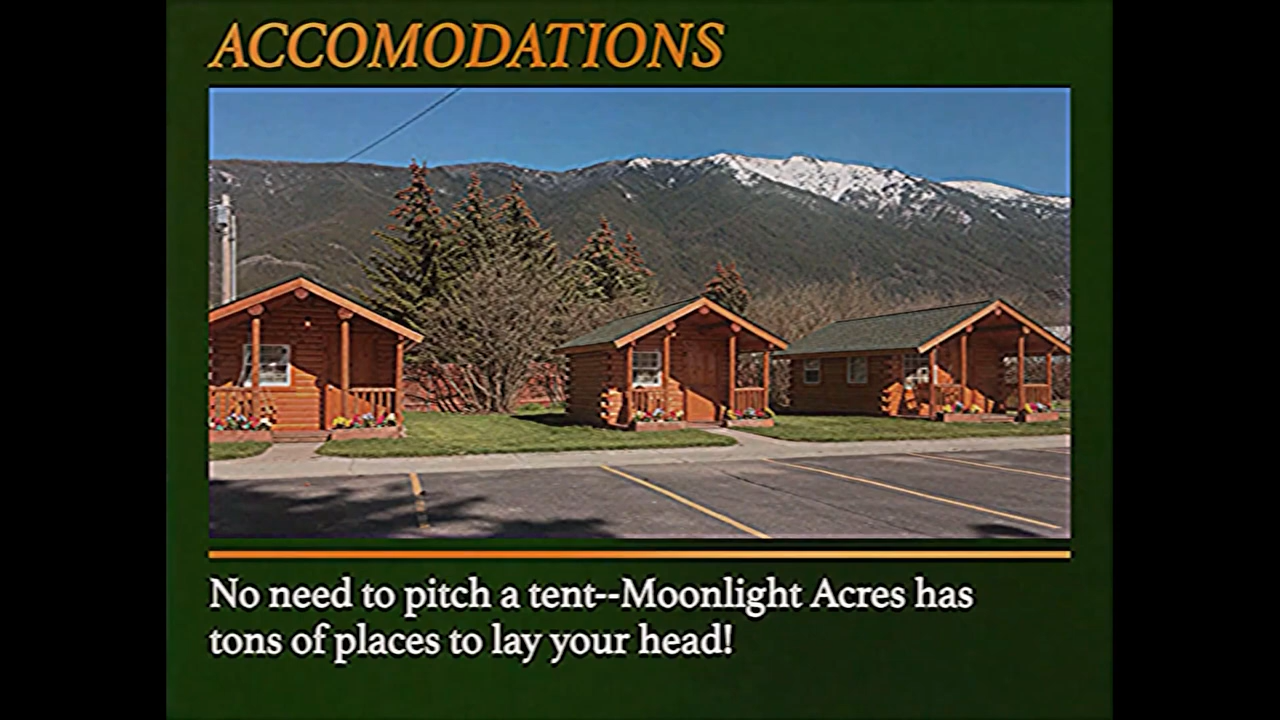 ACCOMODATIONS
No need to pitch a tent--Moonlight Acres has
tons of places to lay your head!